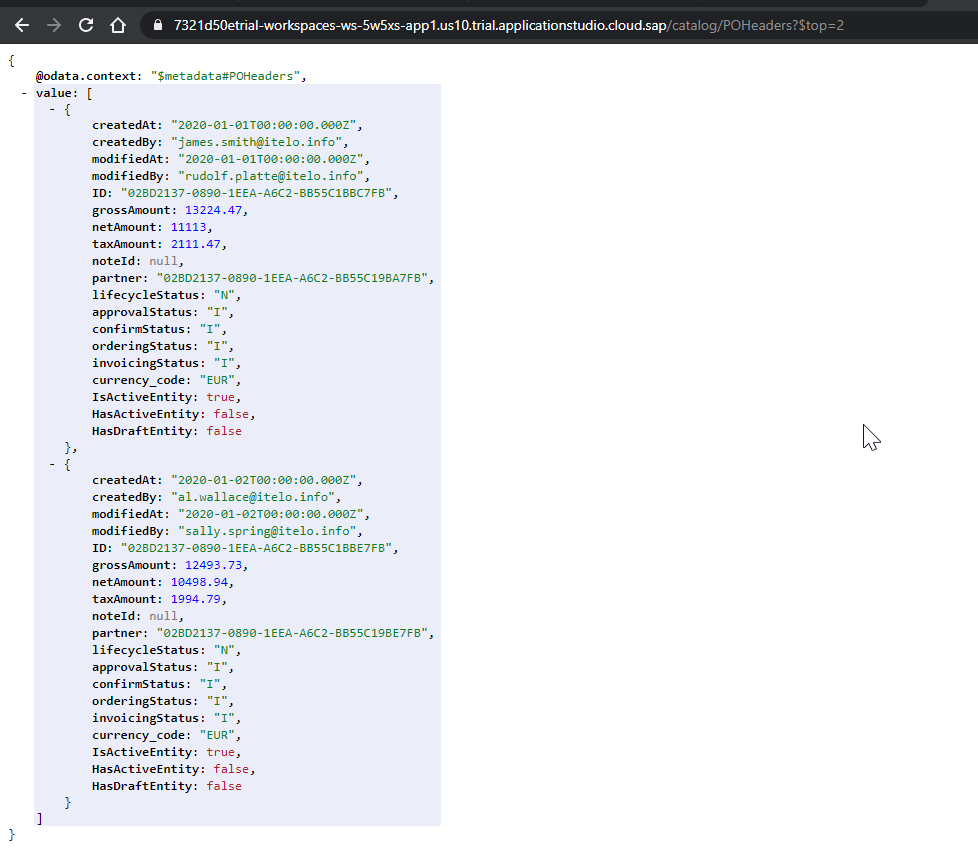 7321d50etrial-workspaces-ws-5w5xs-app1.us10.trial.applicationstudio.cloud.sap/catalog/POHeaders?$top=2
{
@odata.context: "$metadata#POHeaders",
- value: [
- {
createdAt: "2020-01-01T00:00:00.000Z",
createdBy: "james.smith@itelo.info",
modifiedAt: "2020-01-01T00:00:00.000Z",
modifiedBy: "rudolf.platte@itelo.info",
ID: "02BD2137-0890-1EEA-A6C2-BB55C1BBC7FB",
grossAmount: 13224.47,
netAmount: 11113,
taxAmount: 2111.47,
noteId: null,
partner: "02BD2137-0890-1EEA-A6C2-BB55C19BA7FB",
lifecycleStatus: "N",
approvalStatus: "I",
confirmStatus: "I",
orderingStatus: "I",
invoicingStatus: "I",
currency_code: "EUR",
IsActiveEntity: true,
HasActiveEntity: false,
HasDraftEntity: false
},
- {
createdAt: "2020-01-02T00:00:00.000Z",
createdBy: "al.wallace@itelo.info",
modifiedAt: "2020-01-02T00:00:00.000Z",
modifiedBy: "sally.spring@itelo.info",
ID: "02BD2137-0890-1EEA-A6C2-BB55C1BBE7FB",
grossAmount: 12493.73,
netAmount: 10498.94,
taxAmount: 1994.79,
noteId: null,
partner: "02BD2137-0890-1EEA-A6C2-BB55C19BE7FB",
lifecycleStatus: "N",
approvalStatus: "I",
confirmStatus: "I",
orderingStatus: "I",
invoicingStatus: "I",
currency_code: "EUR",
IsActiveEntity: true,
HasActiveEntity: false,
HasDraftEntity: false
}
]
}